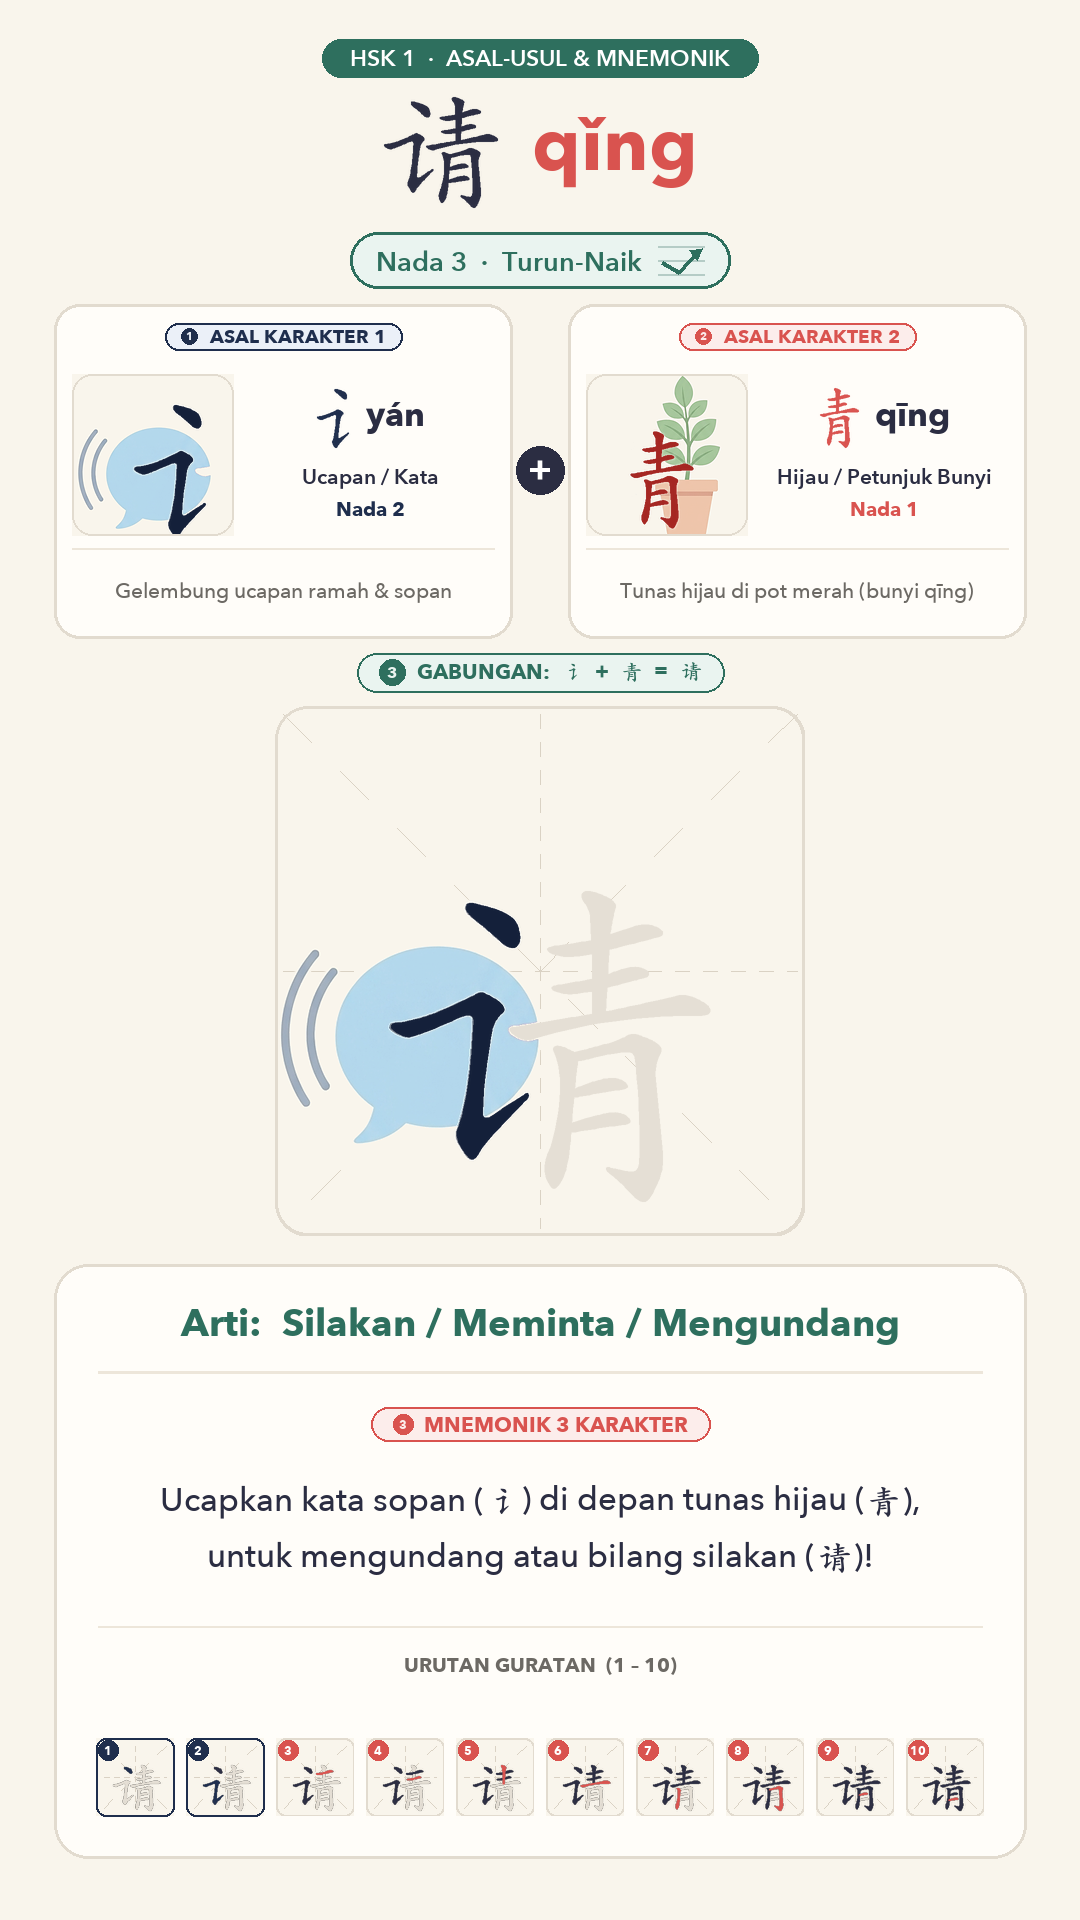 HSK 1 · ASAL-USUL & MNEMONIK
请 qǐng
Nada 3 · Turun-Naik
1 ASAL KARAKTER 1
讠
讠 yán
Ucapan / Kata
Nada 2
Gelembung ucapan ramah & sopan
+
2 ASAL KARAKTER 2
青
青 qīng
Hijau / Petunjuk Bunyi
Nada 1
Tunas hijau di pot merah (bunyi qīng)
3 GABUNGAN: 讠 + 青 = 请
讠青
Arti: Silakan / Meminta / Mengundang
3 MNEMONIK 3 KARAKTER
Ucapkan kata sopan (讠) di depan tunas hijau (青),
untuk mengundang atau bilang silakan (请)!
URUTAN GURATAN (1 – 10)
1 2 3 4 5 6 7 8 9 10
请 请 请 请 请 请 请 请 请 请